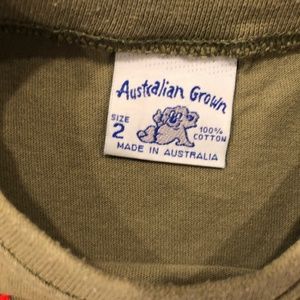 Australian Grown
SIZE 100%
2 COTTON
MADE IN AUSTRALIA